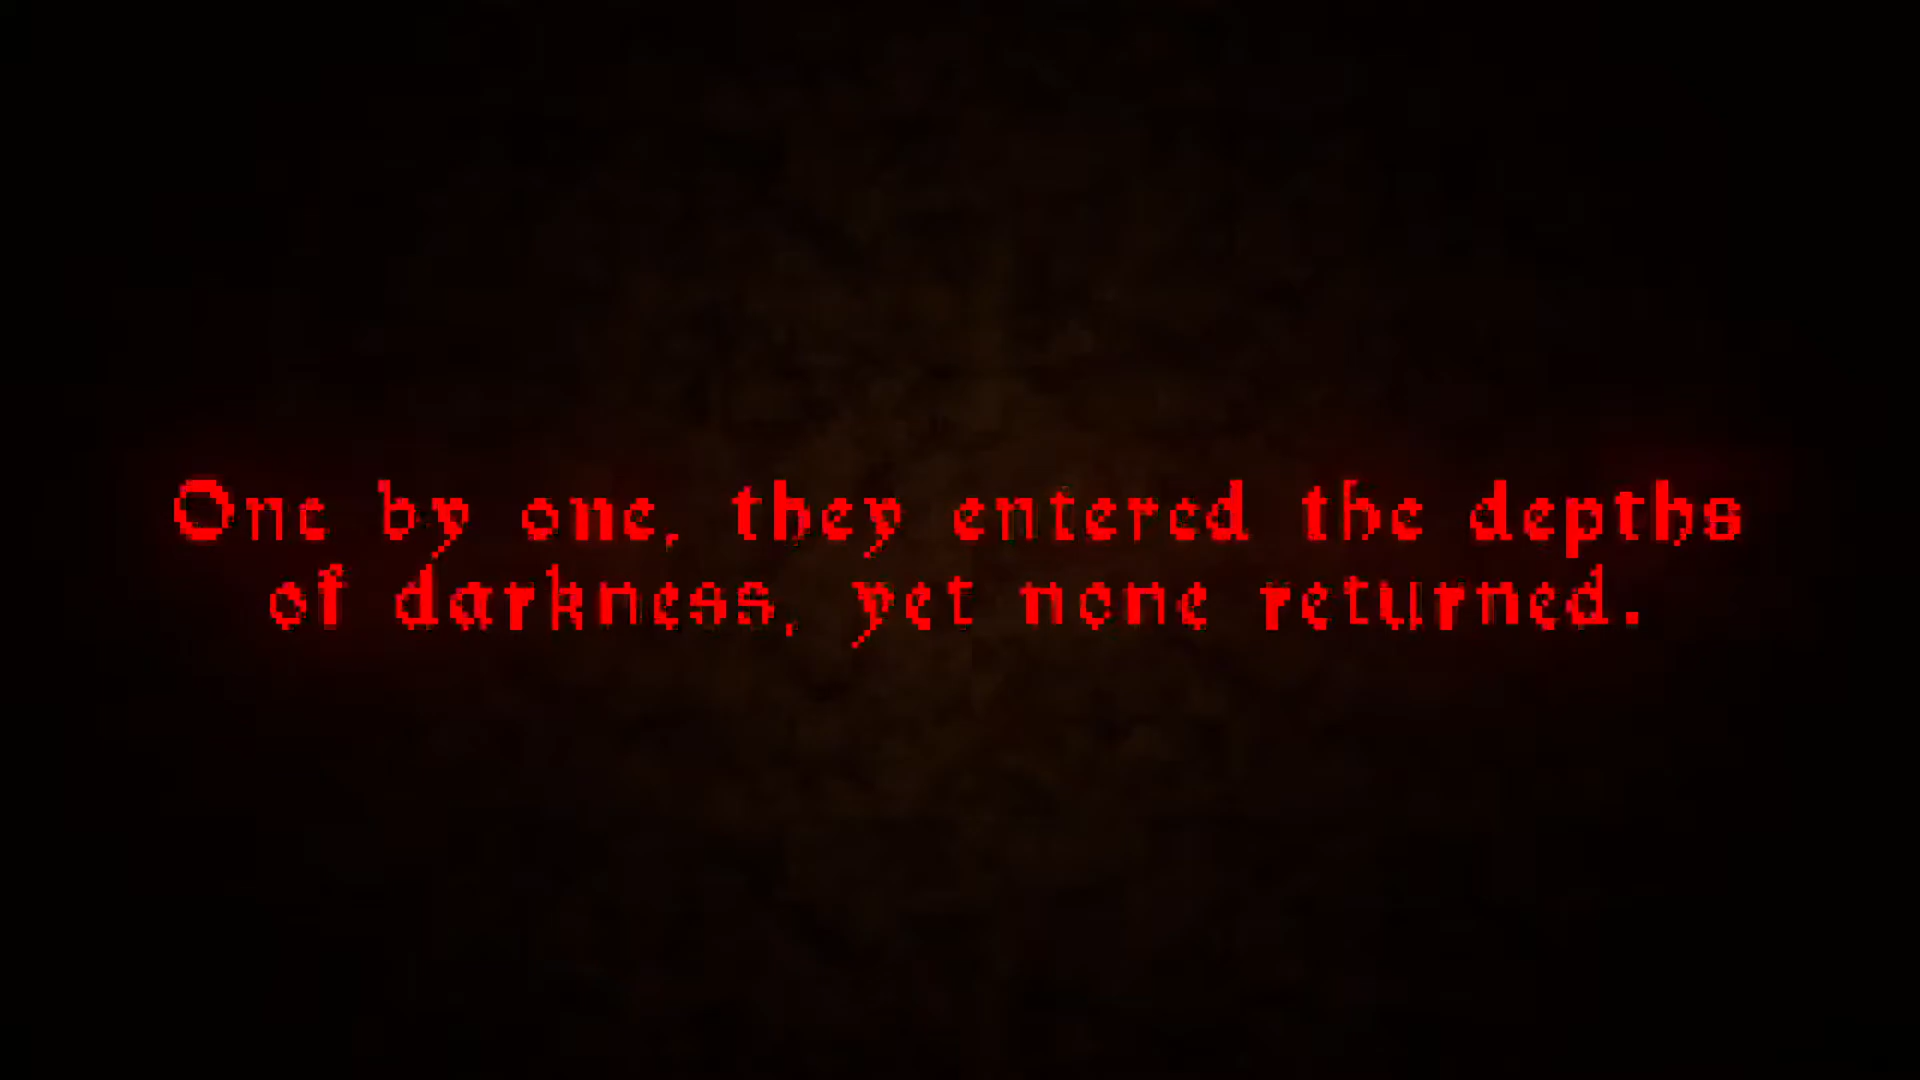 One by one, they entered the depths
of darkness, yet none returned.